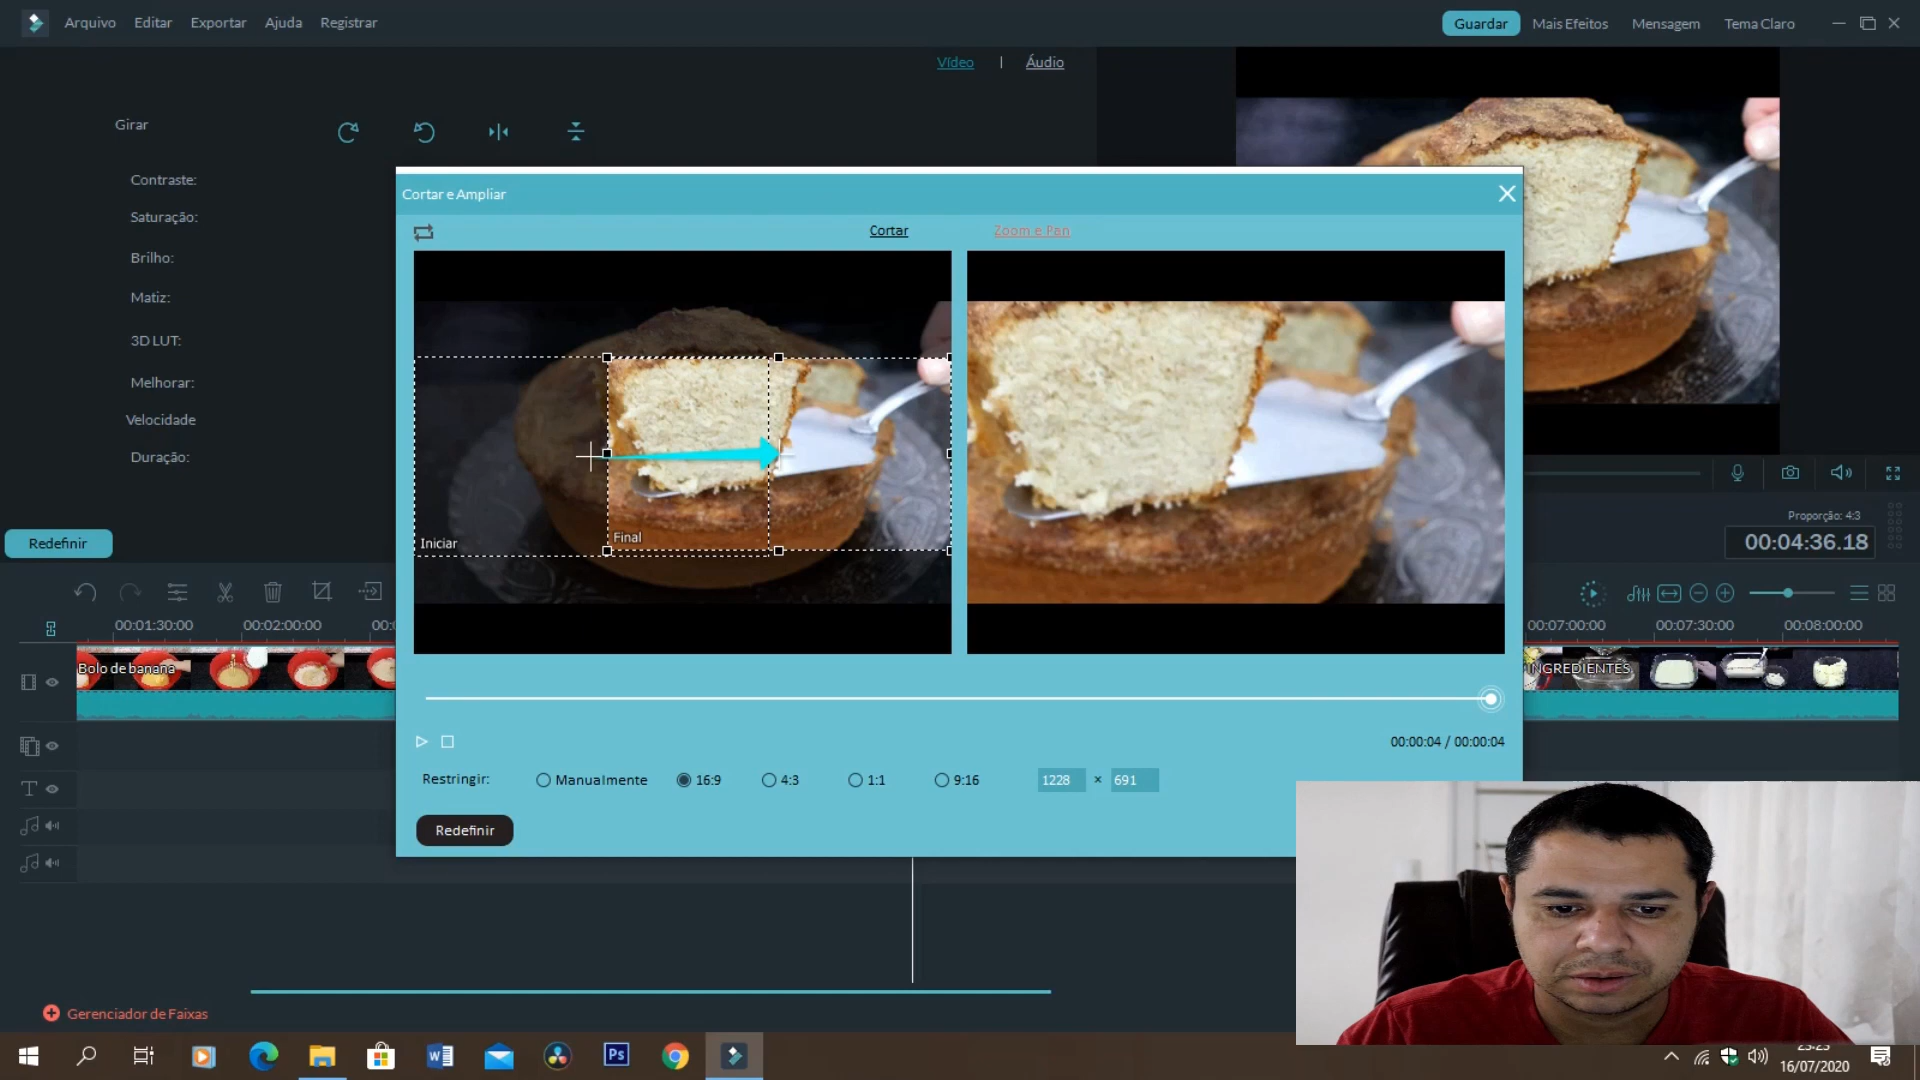 Arquivo Editar Exportar Ajuda Registrar
Guardar Mais Efeitos Mensagem Tema Claro
Vídeo | Áudio
Girar
Contraste:
Saturação:
Brilho:
Matiz:
3D LUT:
Melhorar:
Velocidade
Duração:
Redefinir
Cortar e Ampliar
Cortar Zoom e Pan
Iniciar
Final
00:00:04 / 00:00:04
Restringir: Manualmente 16:9 4:3 1:1 9:16 1228 × 691
Redefinir
Proporção: 4:3
00:04:36.18
00:01:30:00 00:02:00:00
00:07:00:00 00:07:30:00 00:08:00:00
Bolo de banana
INGREDIENTES
Gerenciador de Faixas
Ps
16/07/2020